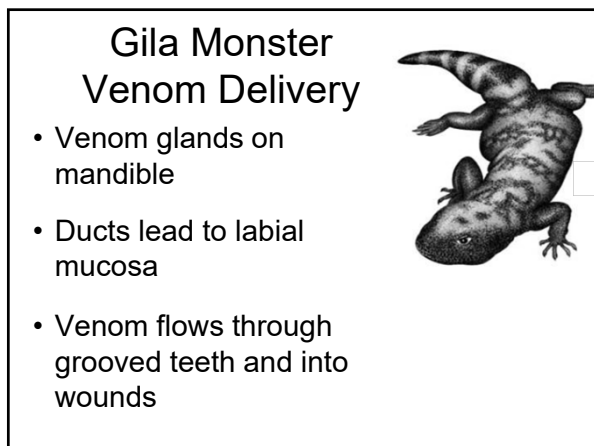 Gila Monster
Venom Delivery
• Venom glands on
mandible
• Ducts lead to labial
mucosa
• Venom flows through
grooved teeth and into
wounds